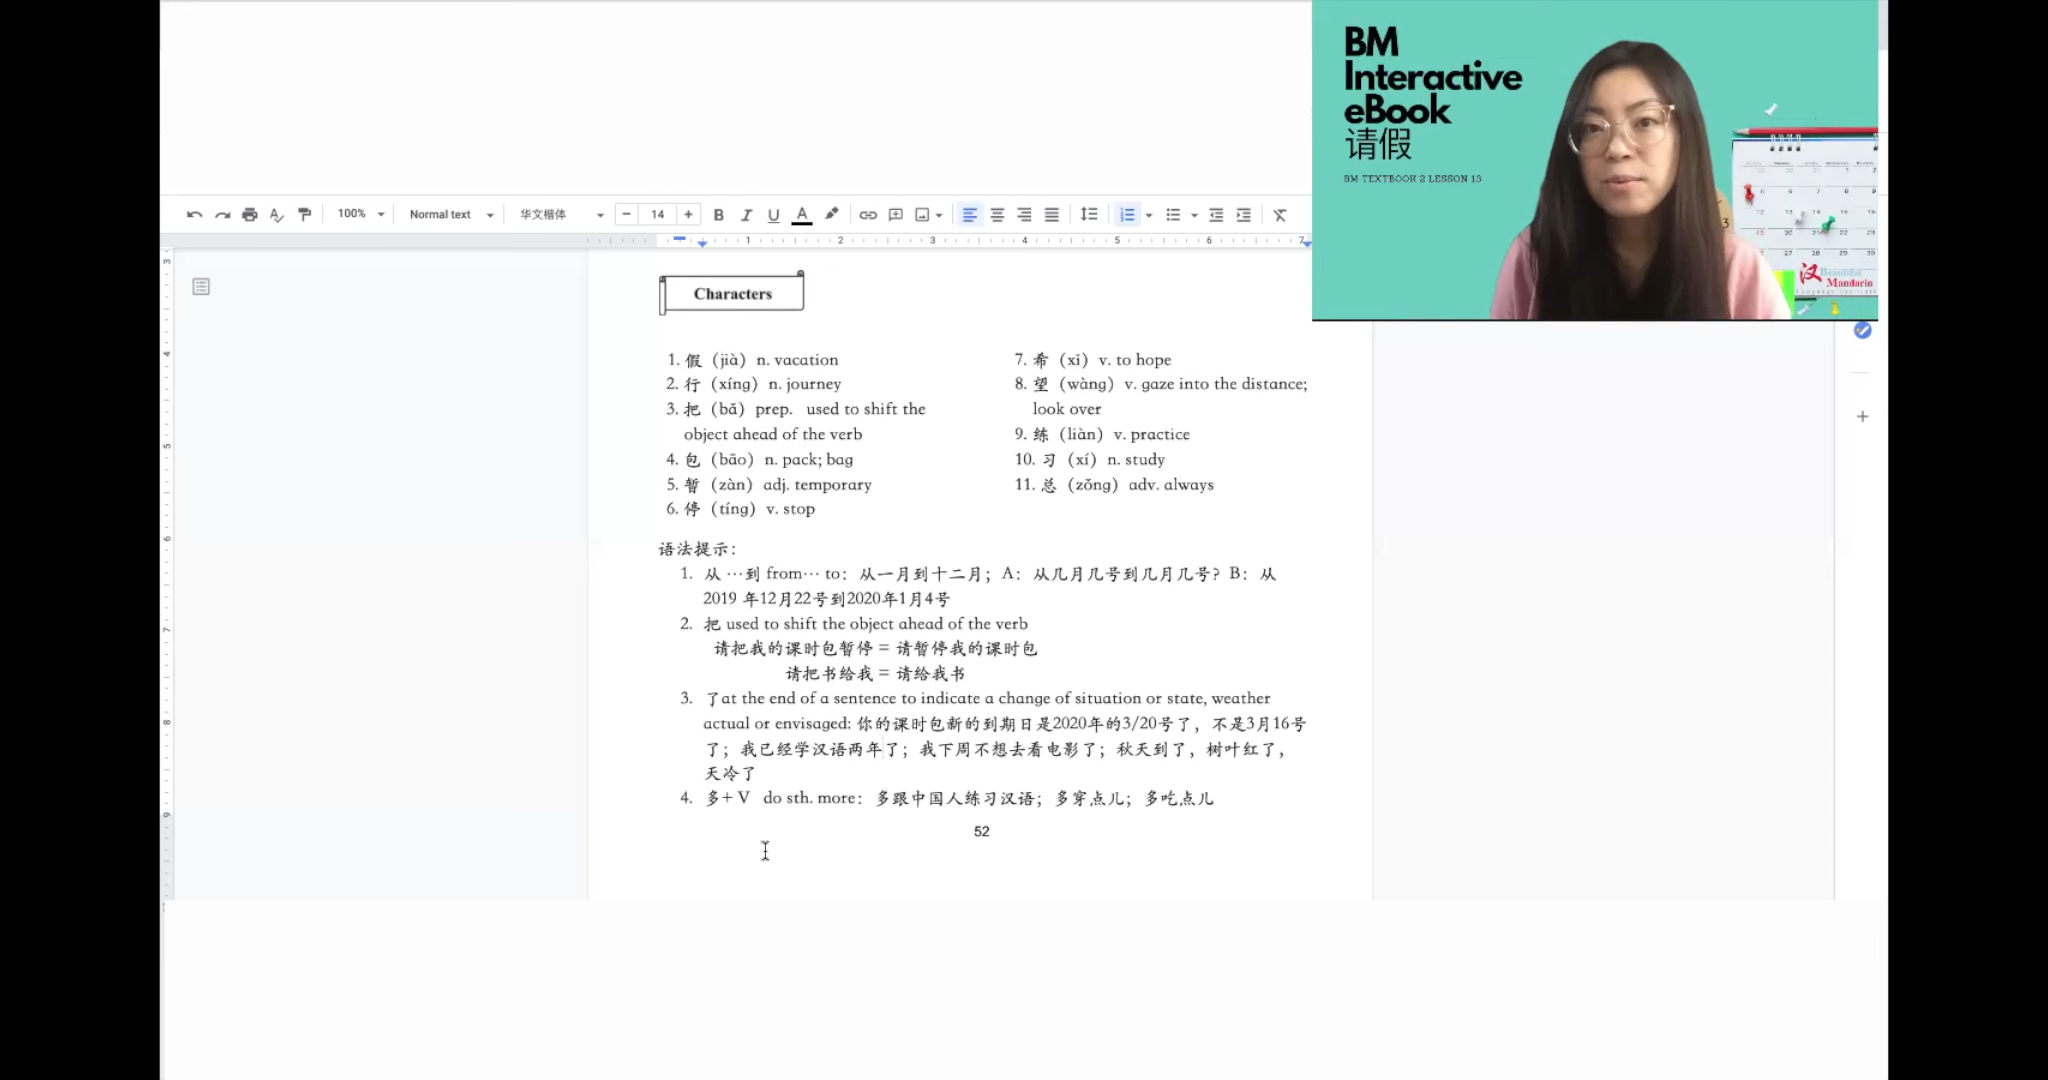 BM
Interactive
eBook
请假
BM TEXTBOOK 2 LESSON 13
100%
Normal text
华文楷体
14
1 2 3 4 5 6 7
Characters
1. 假（jià）n. vacation
2. 行（xíng）n. journey
3. 把（bǎ）prep. used to shift the
object ahead of the verb
4. 包（bāo）n. pack; bag
5. 暂（zàn）adj. temporary
6. 停（tíng）v. stop
7. 希（xī）v. to hope
8. 望（wàng）v. gaze into the distance;
look over
9. 练（liàn）v. practice
10. 习（xí）n. study
11. 总（zǒng）adv. always
语法提示：
1. 从 …到 from… to：从一月到十二月；A：从几月几号到几月几号？B：从
2019 年12月22号到2020年1月4号
2. 把 used to shift the object ahead of the verb
请把我的课时包暂停 = 请暂停我的课时包
请把书给我 = 请给我书
3. 了at the end of a sentence to indicate a change of situation or state, weather
actual or envisaged: 你的课时包新的到期日是2020年的3/20号了，不是3月16号
了；我已经学汉语两年了；我下周不想去看电影了；秋天到了，树叶红了，
天冷了
4. 多+ V do sth. more：多跟中国人练习汉语；多穿点儿；多吃点儿
52
汉 Beautiful
Mandarin